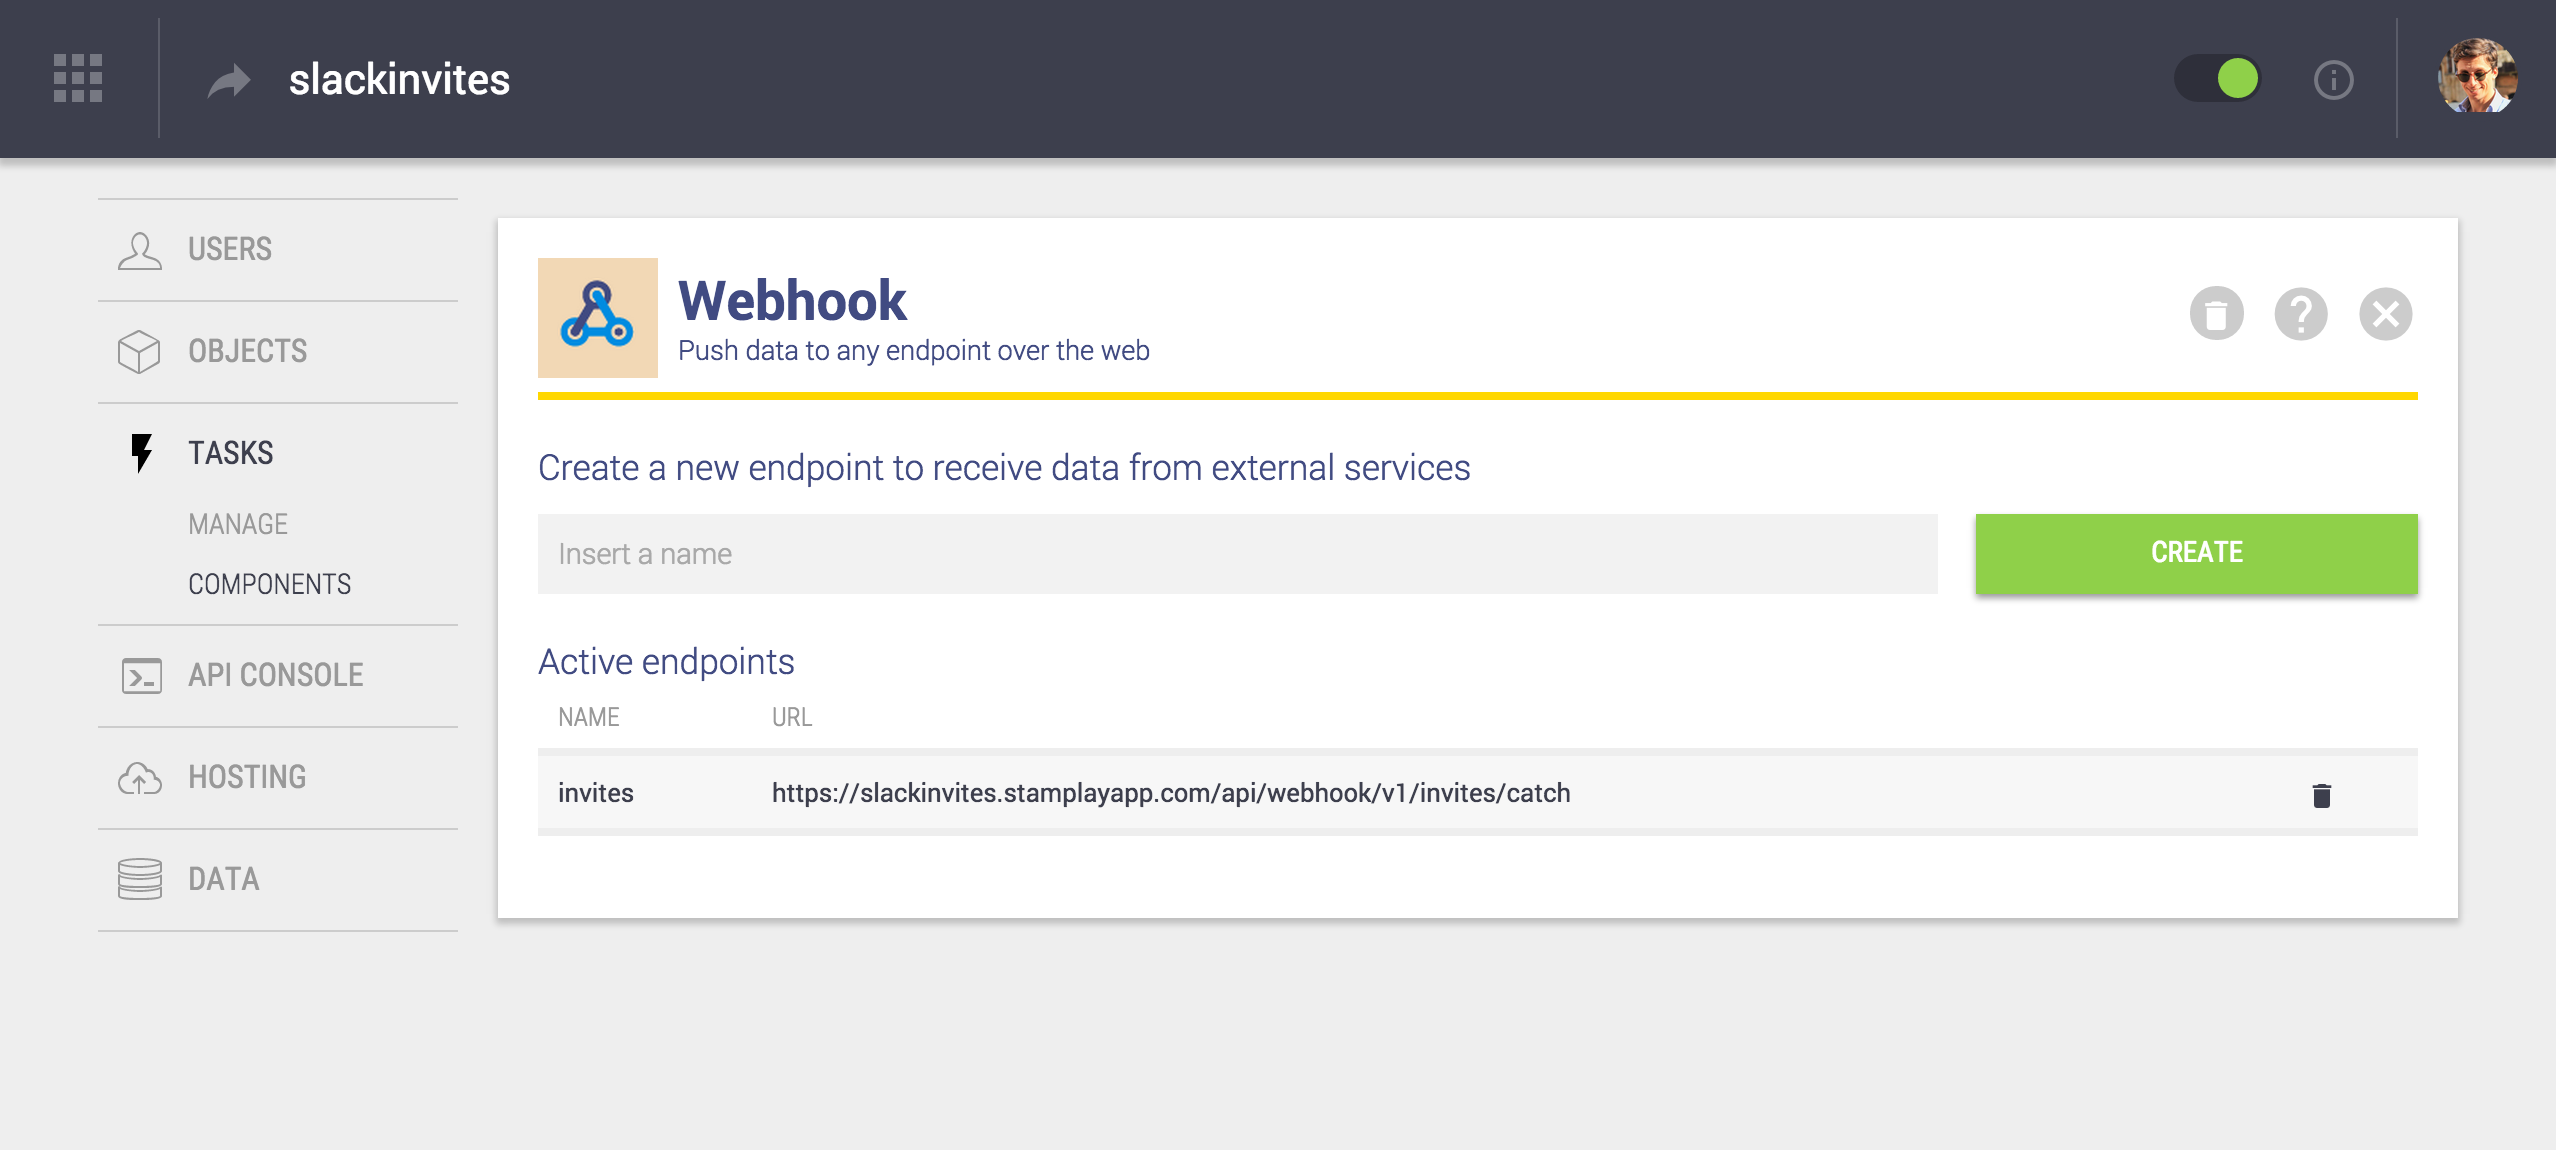 slackinvites
USERS
OBJECTS
TASKS
MANAGE
COMPONENTS
API CONSOLE
HOSTING
DATA
Webhook
Push data to any endpoint over the web
Create a new endpoint to receive data from external services
Insert a name
CREATE
Active endpoints
NAME URL
invites https://slackinvites.stamplayapp.com/api/webhook/v1/invites/catch